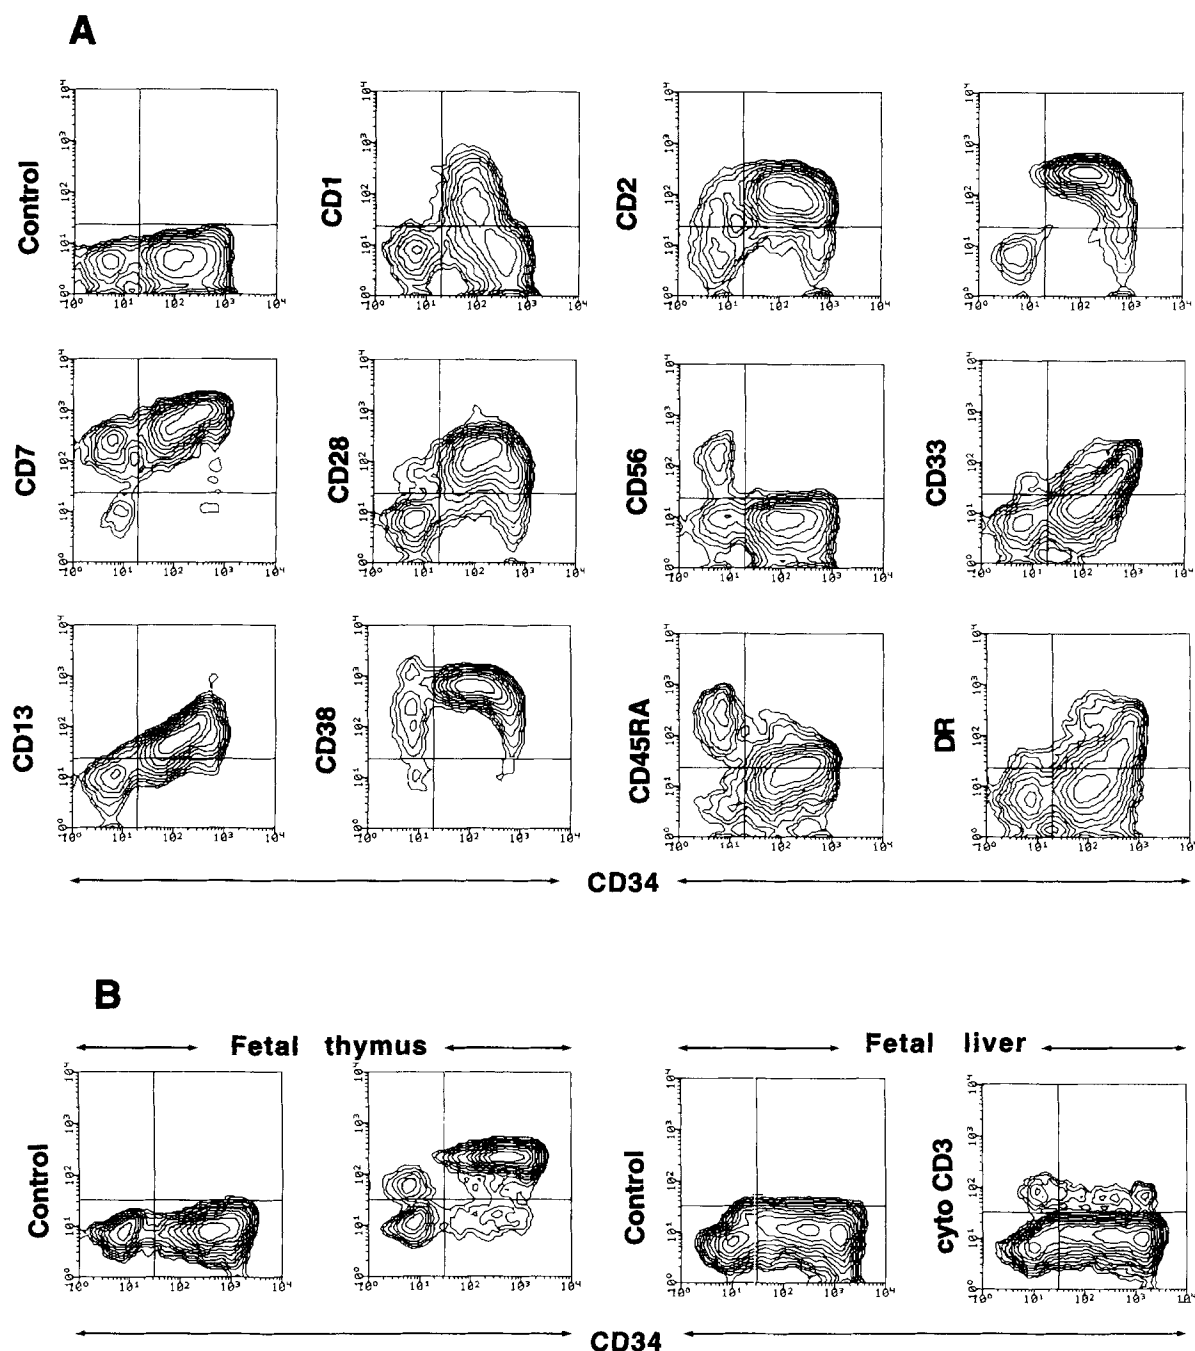 A
Control
CD1
CD2
CD7
CD28
CD56
CD33
CD13
CD38
CD45RA
DR
CD34
B
Fetal thymus
Fetal liver
Control
Control
cyto CD3
CD34